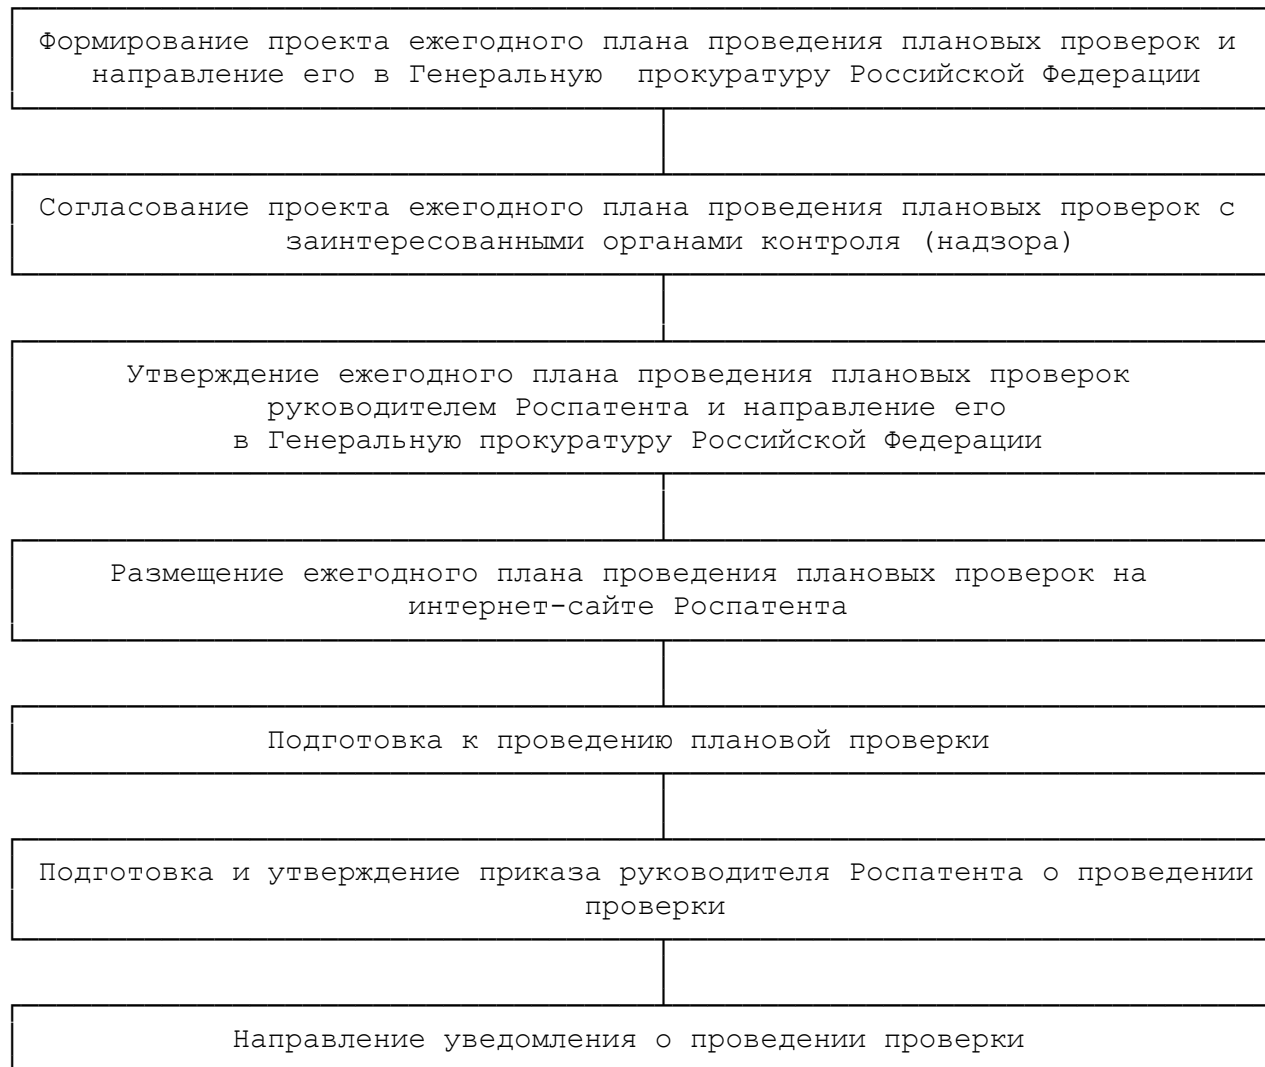 Формирование проекта ежегодного плана проведения плановых проверок и
направление его в Генеральную прокуратуру Российской Федерации
Согласование проекта ежегодного плана проведения плановых проверок с
заинтересованными органами контроля (надзора)
Утверждение ежегодного плана проведения плановых проверок
руководителем Роспатента и направление его
в Генеральную прокуратуру Российской Федерации
Размещение ежегодного плана проведения плановых проверок на
интернет-сайте Роспатента
Подготовка к проведению плановой проверки
Подготовка и утверждение приказа руководителя Роспатента о проведении
проверки
Направление уведомления о проведении проверки